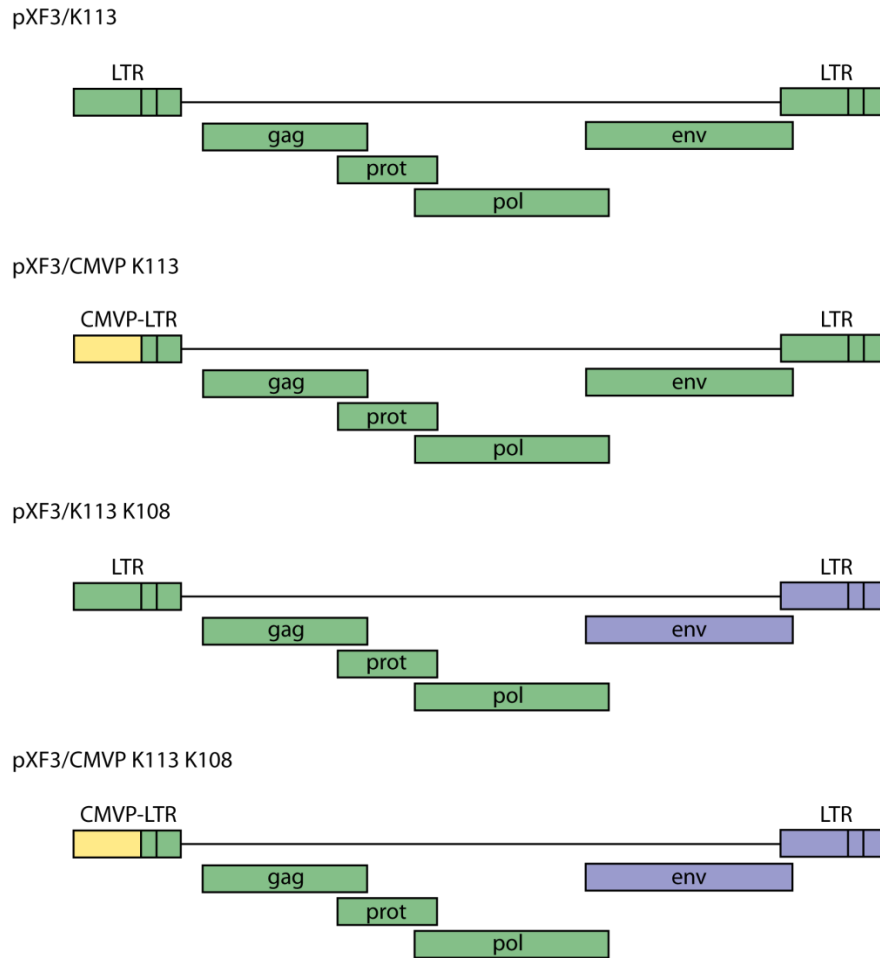 pXF3/K113
LTR LTR
gag env
prot
pol
pXF3/CMVP K113
CMVP-LTR LTR
gag env
prot
pol
pXF3/K113 K108
LTR LTR
gag env
prot
pol
pXF3/CMVP K113 K108
CMVP-LTR LTR
gag env
prot
pol